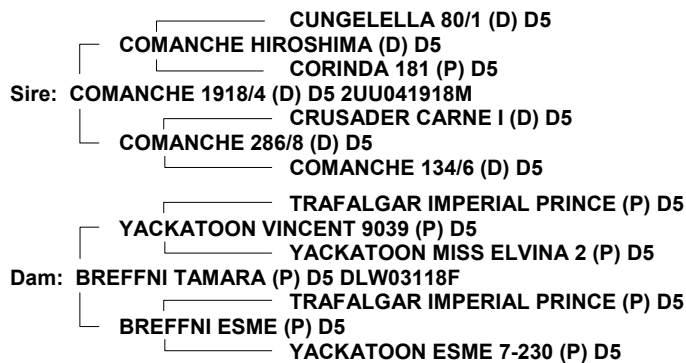 CUNGELELLA 80/1 (D) D5
COMANCHE HIROSHIMA (D) D5
CORINDA 181 (P) D5
Sire: COMANCHE 1918/4 (D) D5 2UU041918M
CRUSADER CARNE I (D) D5
COMANCHE 286/8 (D) D5
COMANCHE 134/6 (D) D5
TRAFALGAR IMPERIAL PRINCE (P) D5
YACKATOON VINCENT 9039 (P) D5
YACKATOON MISS ELVINA 2 (P) D5
Dam: BREFFNI TAMARA (P) D5 DLW03118F
TRAFALGAR IMPERIAL PRINCE (P) D5
BREFFNI ESME (P) D5
YACKATOON ESME 7-230 (P) D5